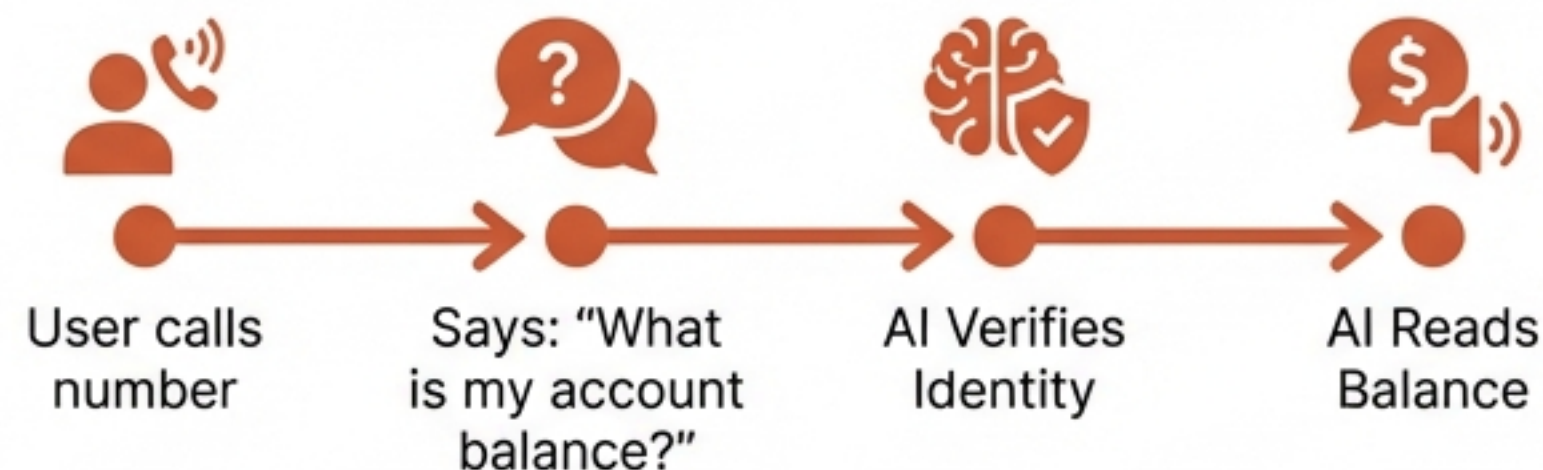 ?
$
User calls
number
Says: “What
is my account
balance?”
AI Verifies
Identity
AI Reads
Balance